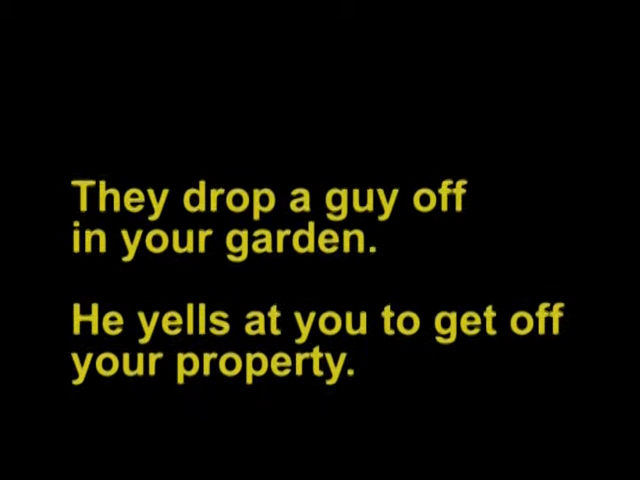 They drop a guy off
in your garden.
He yells at you to get off
your property.